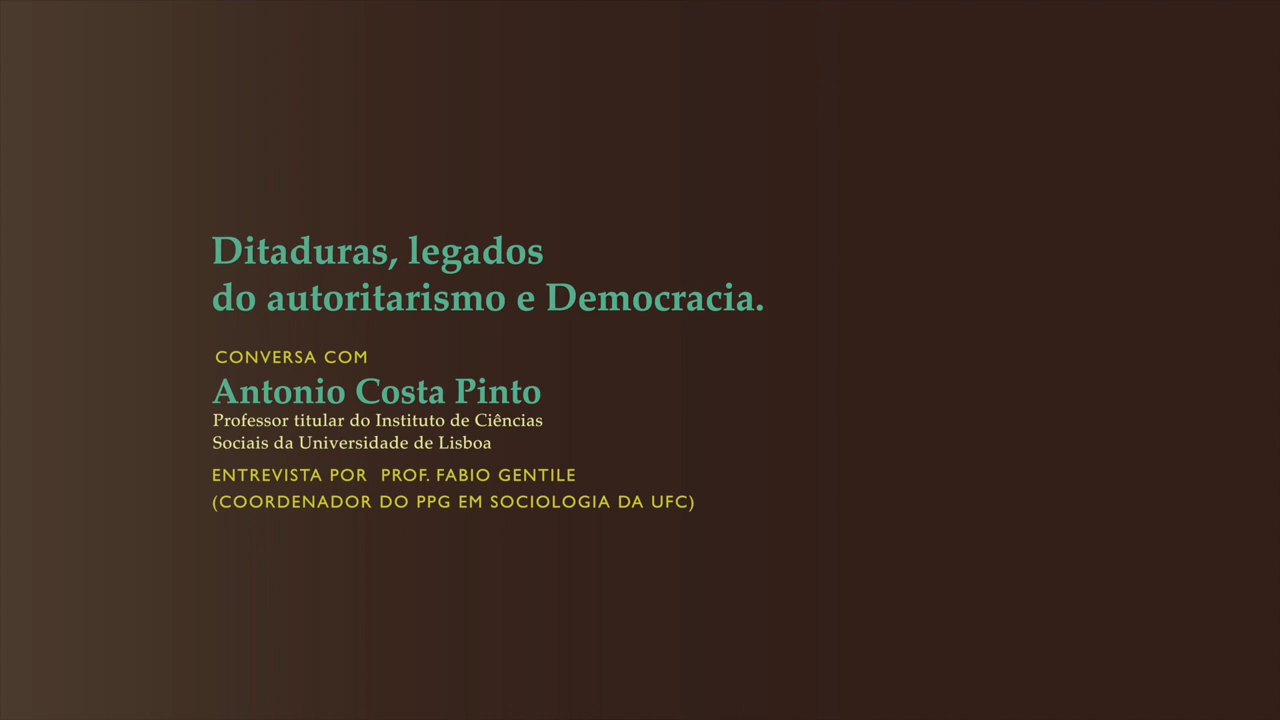 Ditaduras, legados
do autoritarismo e Democracia.
CONVERSA COM
Antonio Costa Pinto
Professor titular do Instituto de Ciências
Sociais da Universidade de Lisboa
ENTREVISTA POR PROF. FABIO GENTILE
(COORDENADOR DO PPG EM SOCIOLOGIA DA UFC)